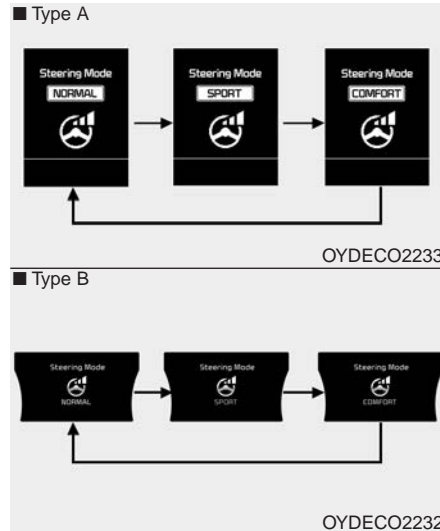 ■ Type A
Steering Mode Steering Mode Steering Mode
NORMAL SPORT COMFORT
OYDECO2233
■ Type B
Steering Mode Steering Mode Steering Mode
NORMAL SPORT COMFORT
OYDECO2232